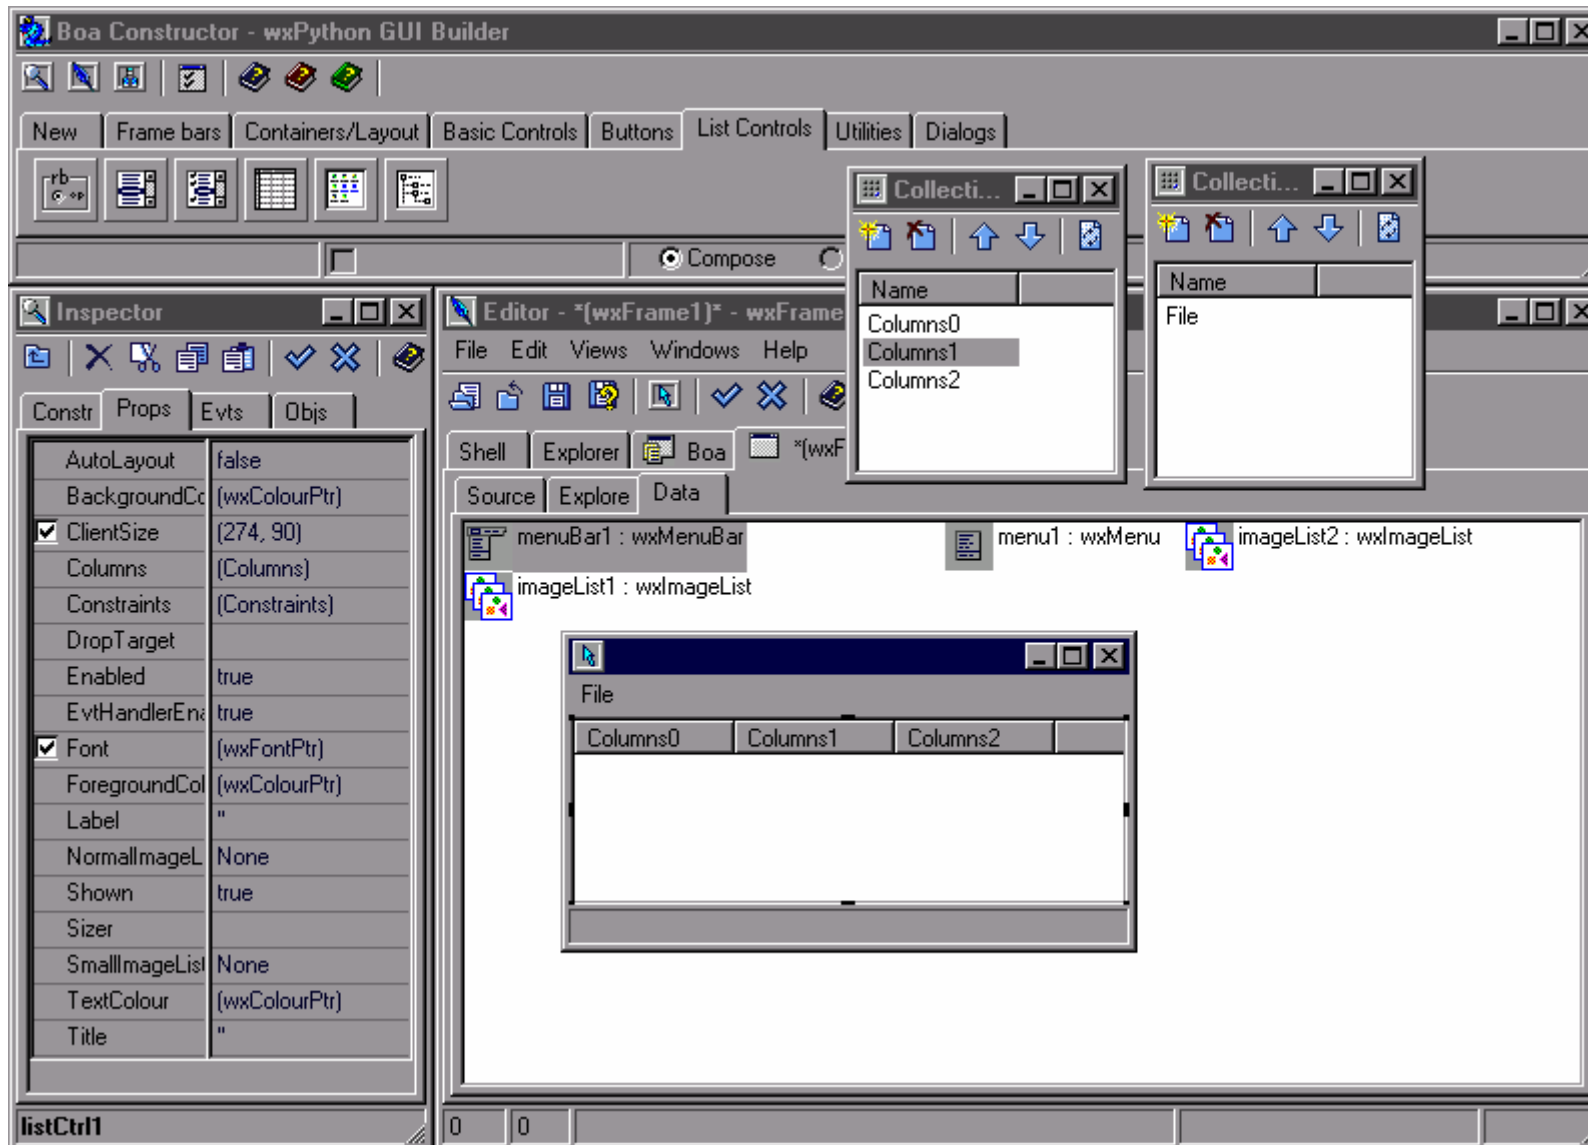 Boa Constructor - wxPython GUI Builder
New Frame bars Containers/Layout Basic Controls Buttons List Controls Utilities Dialogs
rb
op
Compose
Collecti...
Name
Columns0
Columns1
Columns2
Collecti...
Name
File
Inspector
Constr Props Evts Objs
AutoLayout false
BackgroundCo (wxColourPtr)
ClientSize (274, 90)
Columns (Columns)
Constraints (Constraints)
DropTarget
Enabled true
EvtHandlerEna true
Font (wxFontPtr)
ForegroundCol (wxColourPtr)
Label ''
NormalImageL None
Shown true
Sizer
SmallImageList None
TextColour (wxColourPtr)
Title ''
listCtrl1
Editor - *(wxFrame1)* - wxFrame
File Edit Views Windows Help
Shell Explorer Boa *(wxF
Source Explore Data
menuBar1 : wxMenuBar menu1 : wxMenu imageList2 : wxImageList
imageList1 : wxImageList
File
Columns0 Columns1 Columns2
0 0